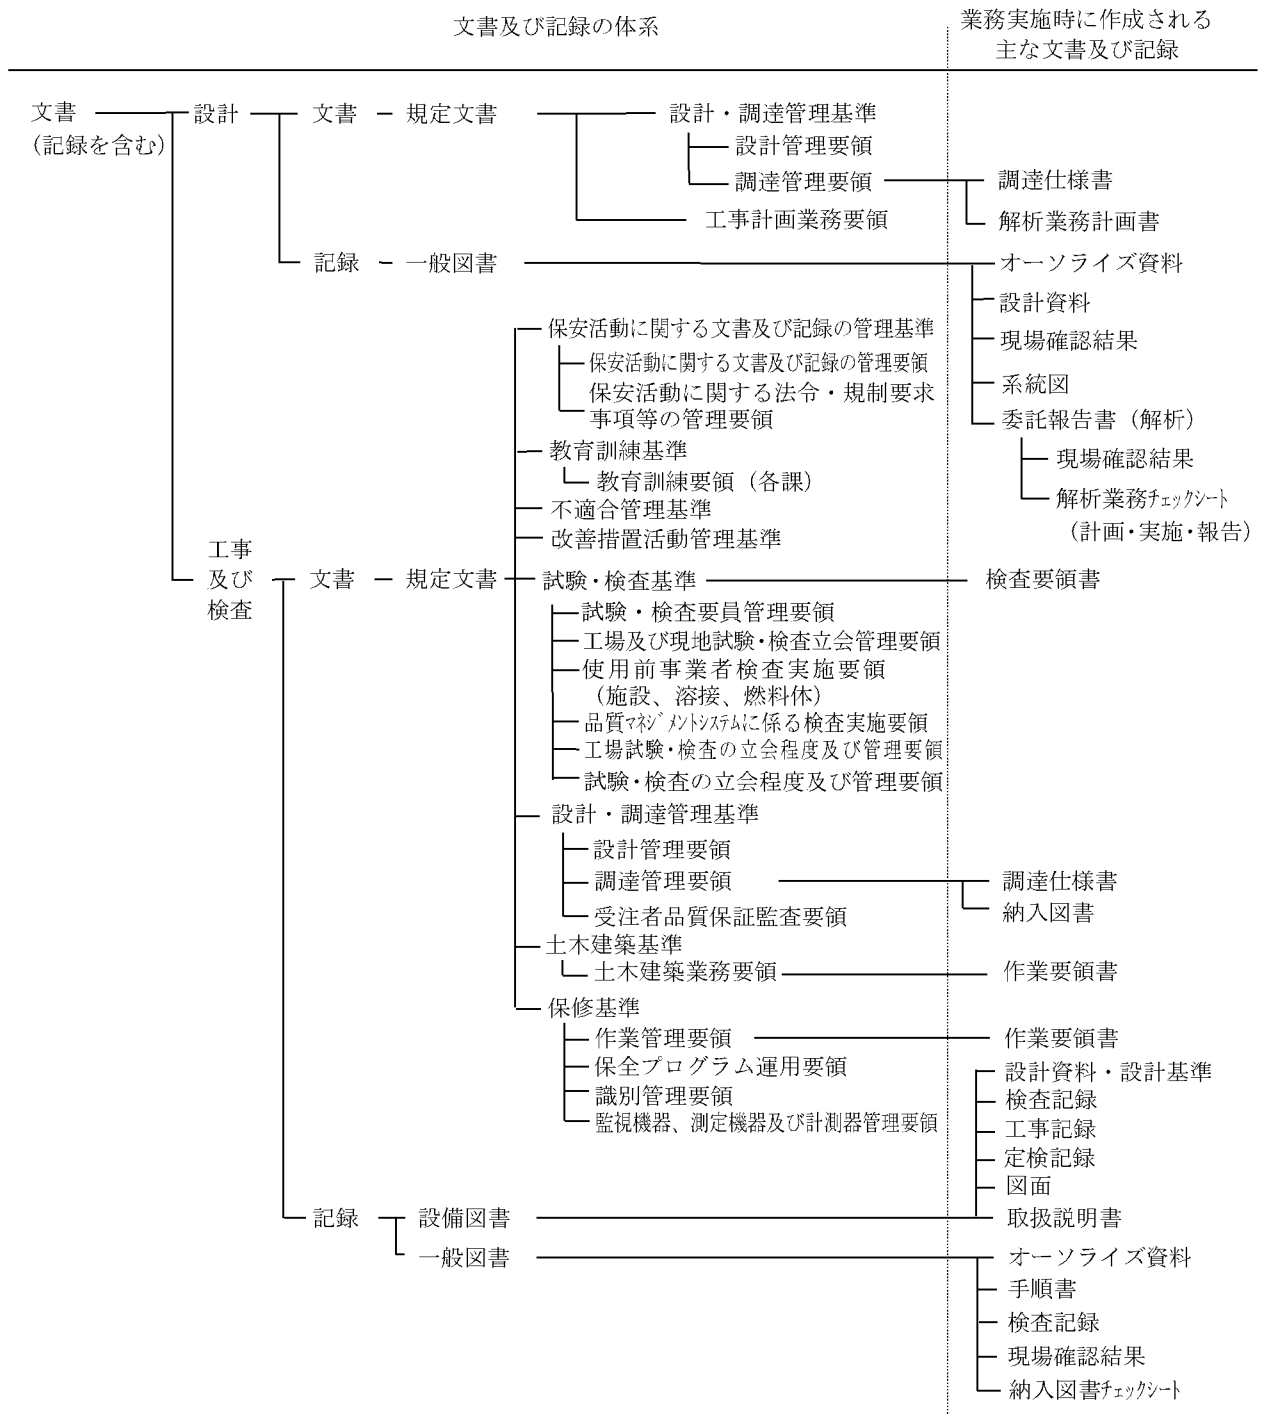 文書及び記録の体系
業務実施時に作成される
主な文書及び記録
文書
(記録を含む)
設計
文書
規定文書
設計・調達管理基準
設計管理要領
調達管理要領
調達仕様書
解析業務計画書
工事計画業務要領
記録
一般図書
オーソライズ資料
設計資料
現場確認結果
系統図
委託報告書（解析）
現場確認結果
解析業務ﾁｪｯｸｼｰﾄ
（計画・実施・報告）
工事
及び
検査
文書
規定文書
保安活動に関する文書及び記録の管理基準
保安活動に関する文書及び記録の管理要領
保安活動に関する法令・規制要求
事項等の管理要領
教育訓練基準
教育訓練要領（各課）
不適合管理基準
改善措置活動管理基準
試験・検査基準
検査要領書
試験・検査要員管理要領
工場及び現地試験・検査立会管理要領
使用前事業者検査実施要領
（施設、溶接、燃料体）
品質ﾏﾈｼﾞﾒﾝﾄｼｽﾃﾑに係る検査実施要領
工場試験・検査の立会程度及び管理要領
試験・検査の立会程度及び管理要領
設計・調達管理基準
設計管理要領
調達管理要領
調達仕様書
納入図書
受注者品質保証監査要領
土木建築基準
土木建築業務要領
作業要領書
保修基準
作業管理要領
作業要領書
保全プログラム運用要領
識別管理要領
監視機器、測定機器及び計測器管理要領
記録
設備図書
設計資料・設計基準
検査記録
工事記録
定検記録
図面
取扱説明書
一般図書
オーソライズ資料
手順書
検査記録
現場確認結果
納入図書ﾁｪｯｸｼｰﾄ